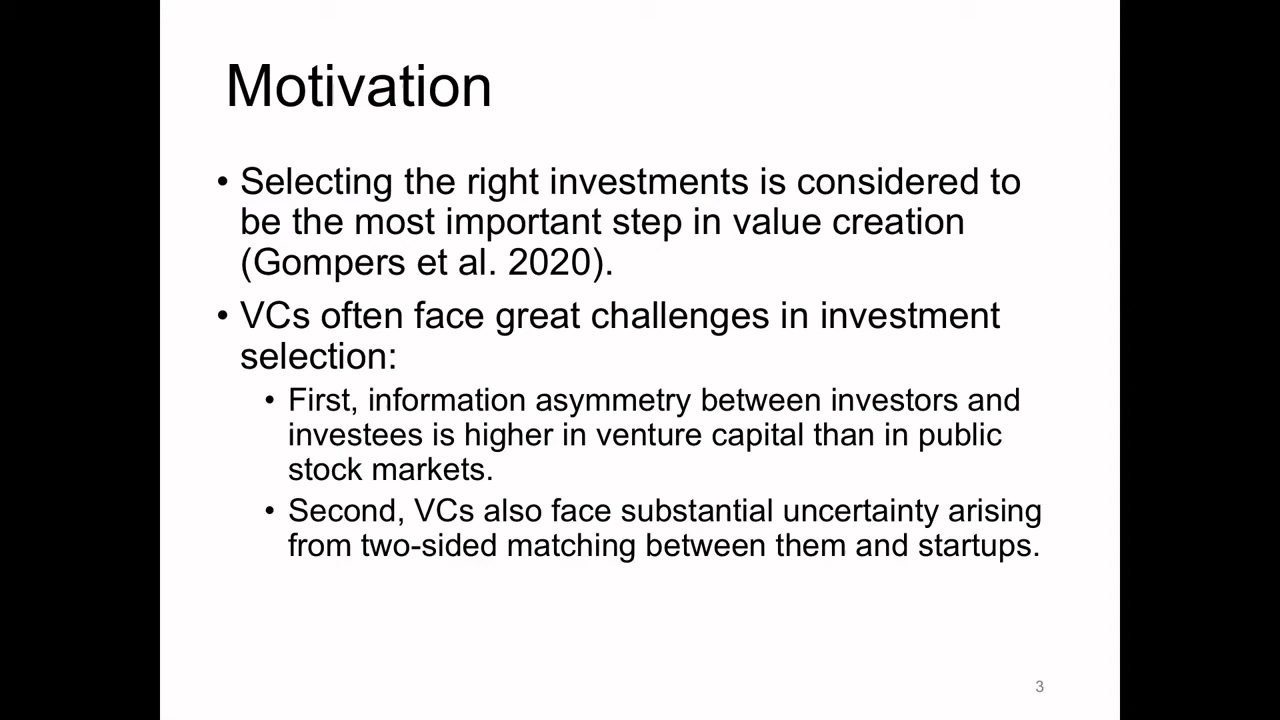 Motivation
• Selecting the right investments is considered to
be the most important step in value creation
(Gompers et al. 2020).
• VCs often face great challenges in investment
selection:
• First, information asymmetry between investors and
investees is higher in venture capital than in public
stock markets.
• Second, VCs also face substantial uncertainty arising
from two-sided matching between them and startups.
3